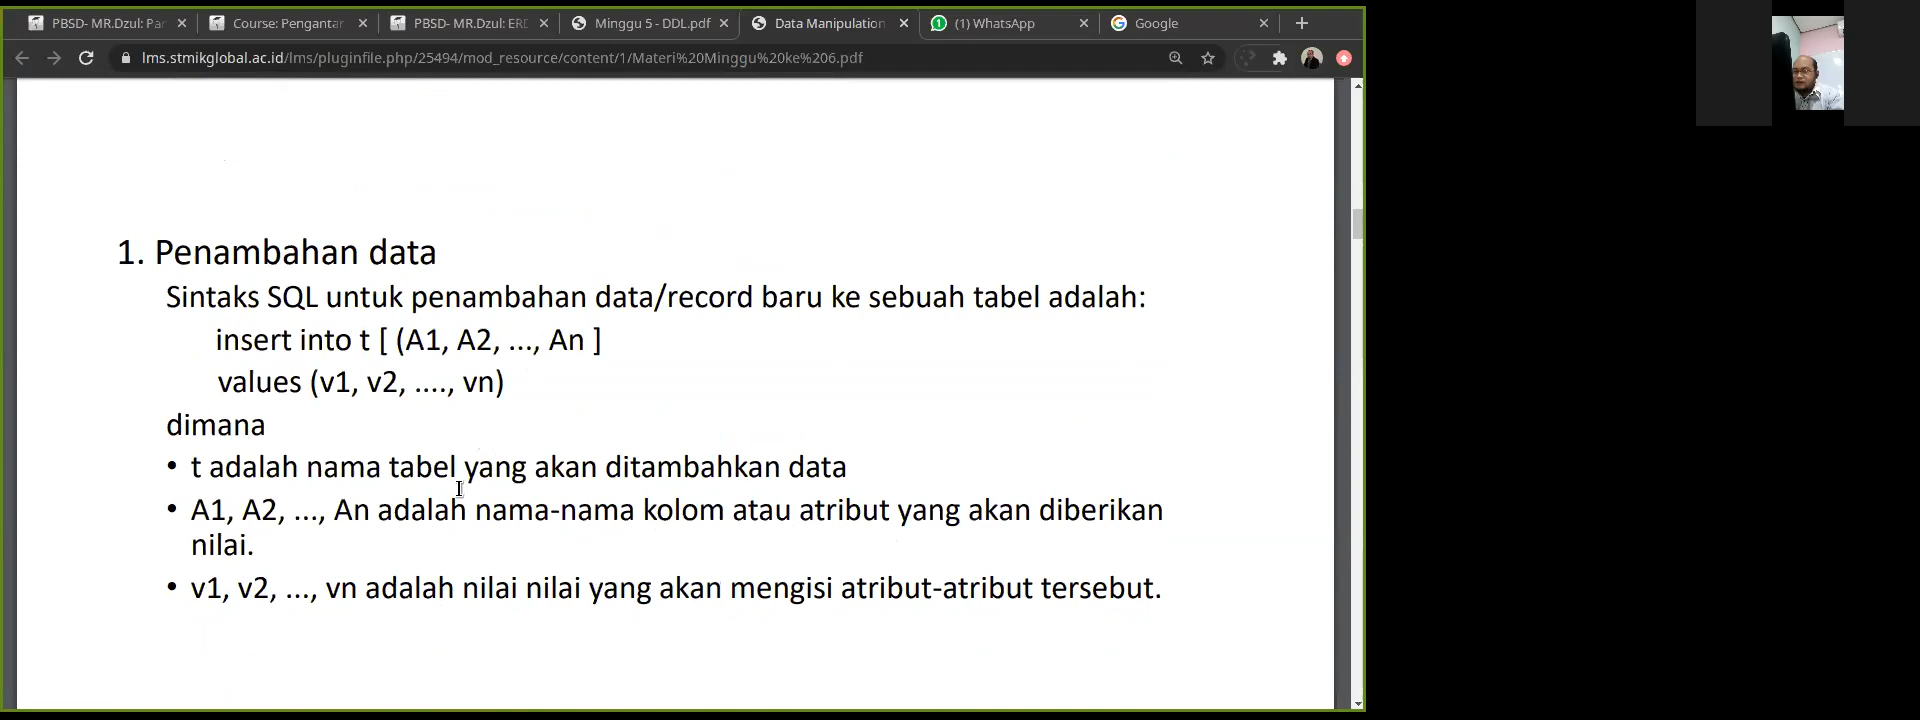 PBSD- MR.Dzul: Par
Course: Pengantar
PBSD- MR.Dzul: ERD
Minggu 5 - DDL.pdf
Data Manipulation
(1) WhatsApp
Google
lms.stmikglobal.ac.id/lms/pluginfile.php/25494/mod_resource/content/1/Materi%20Minggu%20ke%206.pdf
1. Penambahan data
Sintaks SQL untuk penambahan data/record baru ke sebuah tabel adalah:
insert into t [ (A1, A2, ..., An ]
values (v1, v2, ...., vn)
dimana
• t adalah nama tabel yang akan ditambahkan data
• A1, A2, ..., An adalah nama-nama kolom atau atribut yang akan diberikan
nilai.
• v1, v2, ..., vn adalah nilai nilai yang akan mengisi atribut-atribut tersebut.